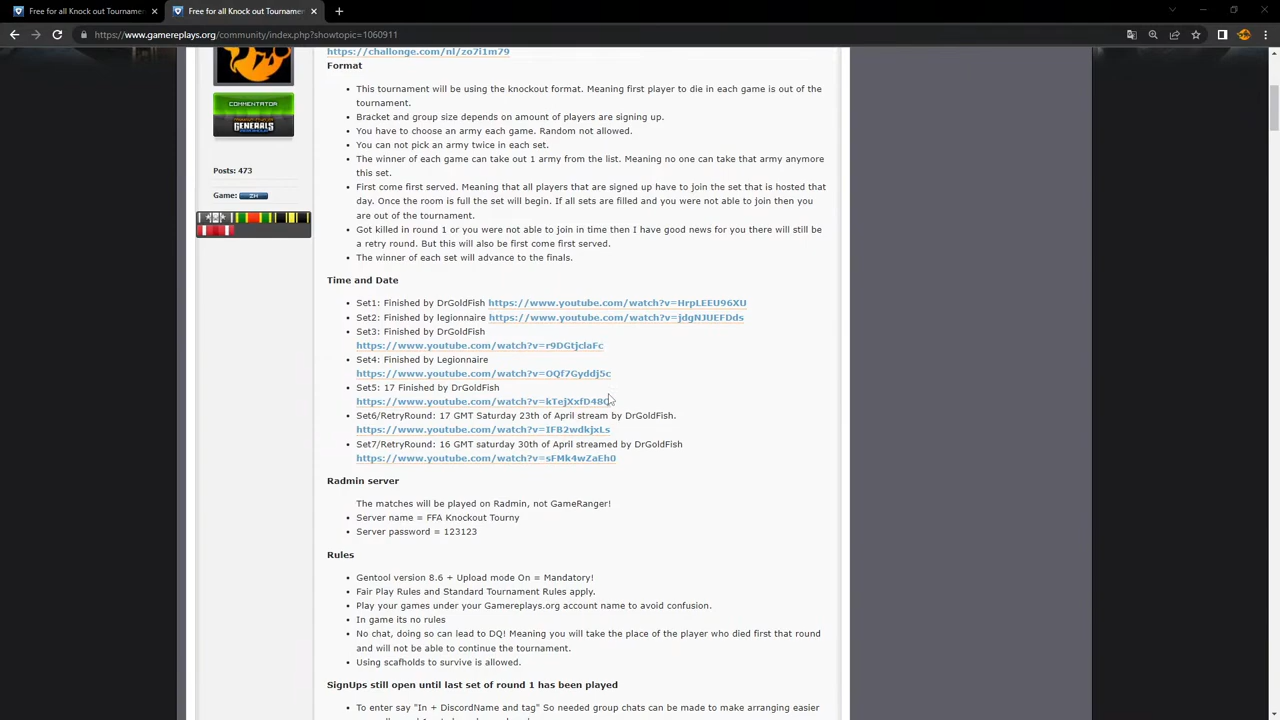 Free for all Knock out Tourname
Free for all Knock out Tournamen
https://www.gamereplays.org/community/index.php?showtopic=1060911
https://challonge.com/nl/zo7i1m79
Format
This tournament will be using the knockout format. Meaning first player to die in each game is out of the
tournament.
Bracket and group size depends on amount of players are signing up.
You have to choose an army each game. Random not allowed.
You can not pick an army twice in each set.
The winner of each game can take out 1 army from the list. Meaning no one can take that army anymore
this set.
First come first served. Meaning that all players that are signed up have to join the set that is hosted that
day. Once the room is full the set will begin. If all sets are filled and you were not able to join then you
are out of the tournament.
Got killed in round 1 or you were not able to join in time then I have good news for you there will still be
a retry round. But this will also be first come first served.
The winner of each set will advance to the finals.
COMMENTATOR
GENERALS
Posts: 473
Game: ZH
Time and Date
Set1: Finished by DrGoldFish https://www.youtube.com/watch?v=HrpLEEU96XU
Set2: Finished by legionnaire https://www.youtube.com/watch?v=jdgNJUEFDds
Set3: Finished by DrGoldFish
https://www.youtube.com/watch?v=r9DGtjclaFc
Set4: Finished by Legionnaire
https://www.youtube.com/watch?v=OQf7Gyddj5c
Set5: 17 Finished by DrGoldFish
https://www.youtube.com/watch?v=kTejXxfD48
Set6/RetryRound: 17 GMT Saturday 23th of April stream by DrGoldFish.
https://www.youtube.com/watch?v=IFB2wdkjxLs
Set7/RetryRound: 16 GMT saturday 30th of April streamed by DrGoldFish
https://www.youtube.com/watch?v=sFMk4wZaEh0
Radmin server
The matches will be played on Radmin, not GameRanger!
Server name = FFA Knockout Tourny
Server password = 123123
Rules
Gentool version 8.6 + Upload mode On = Mandatory!
Fair Play Rules and Standard Tournament Rules apply.
Play your games under your Gamereplays.org account name to avoid confusion.
In game its no rules
No chat, doing so can lead to DQ! Meaning you will take the place of the player who died first that round
and will not be able to continue the tournament.
Using scafholds to survive is allowed.
SignUps still open until last set of round 1 has been played
To enter say "In + DiscordName and tag" So needed group chats can be made to make arranging easier